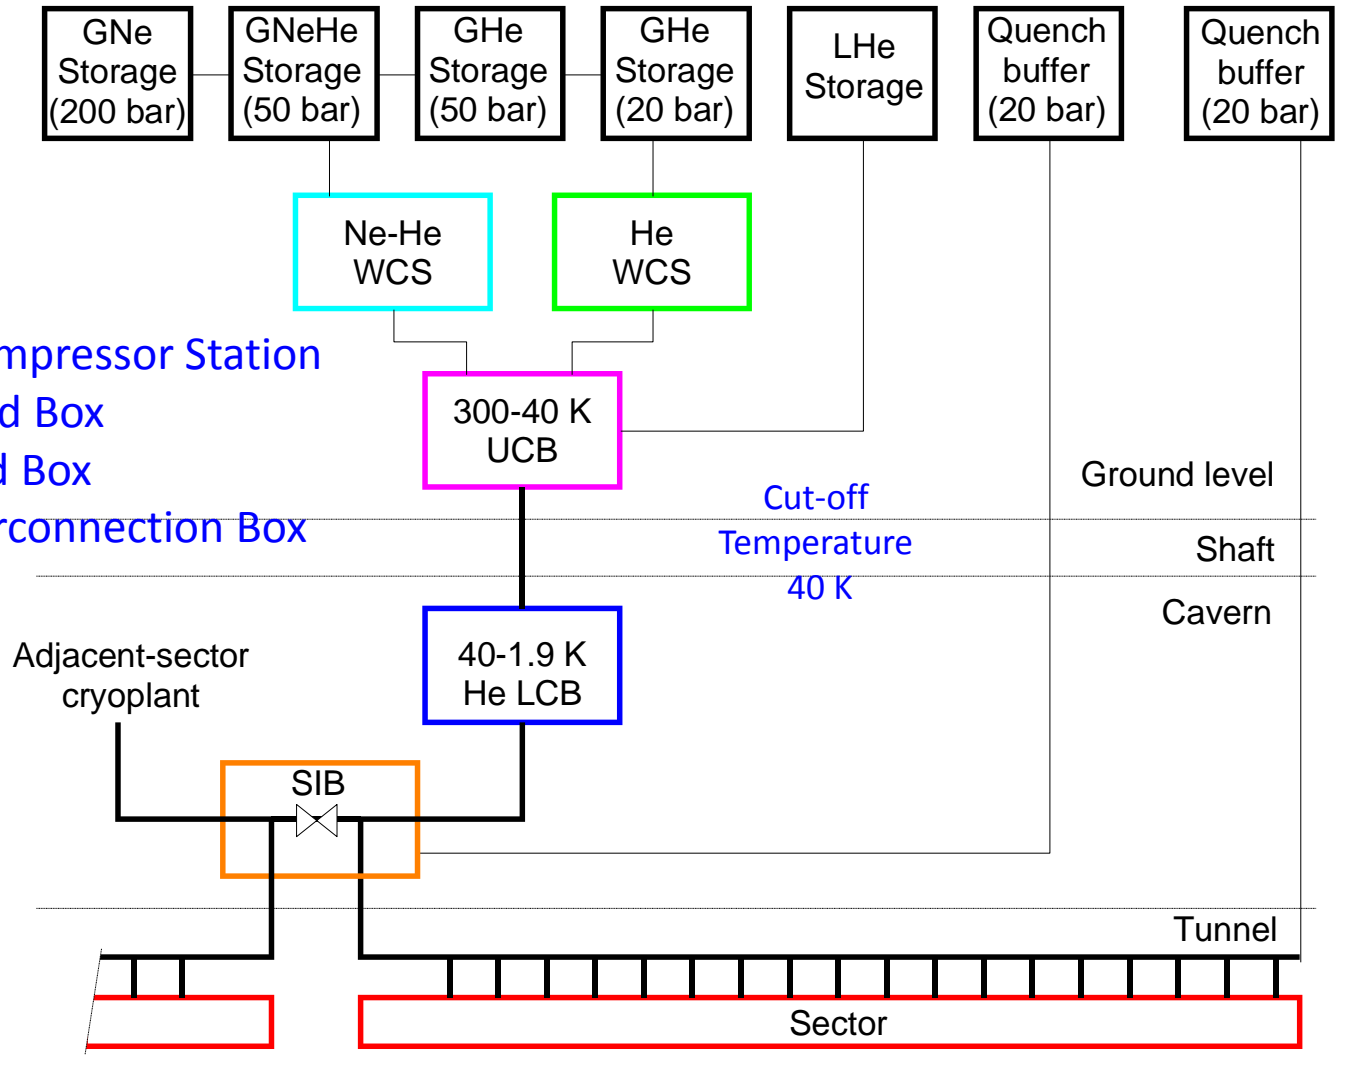 GNe
Storage
(200 bar)
GNeHe
Storage
(50 bar)
GHe
Storage
(50 bar)
GHe
Storage
(20 bar)
LHe
Storage
Quench
buffer
(20 bar)
Quench
buffer
(20 bar)
Ne-He
WCS
He
WCS
mpressor Station
d Box
d Box
rconnection Box
300-40 K
UCB
Cut-off
Temperature
40 K
Ground level
Shaft
Cavern
Adjacent-sector
cryoplant
40-1.9 K
He LCB
SIB
Tunnel
Sector